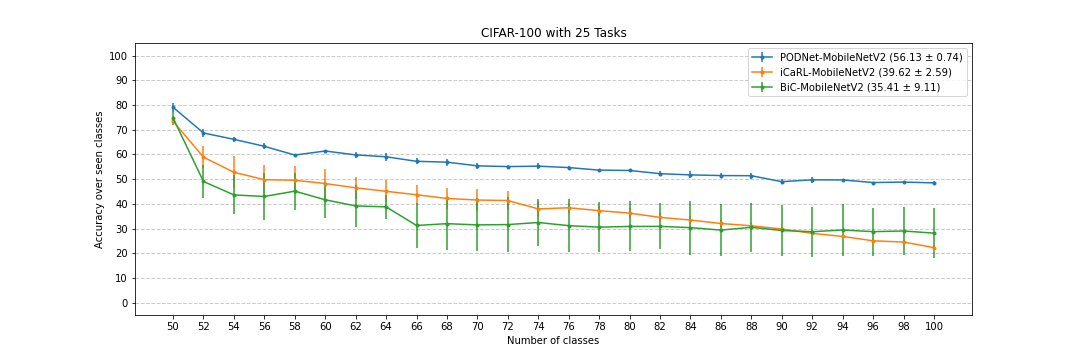 CIFAR-100 with 25 Tasks
PODNet-MobileNetV2 (56.13 ± 0.74)
iCaRL-MobileNetV2 (39.62 ± 2.59)
BiC-MobileNetV2 (35.41 ± 9.11)
Accuracy over seen classes
100
90
80
70
60
50
40
30
20
10
0
50 52 54 56 58 60 62 64 66 68 70 72 74 76 78 80 82 84 86 88 90 92 94 96 98 100
Number of classes